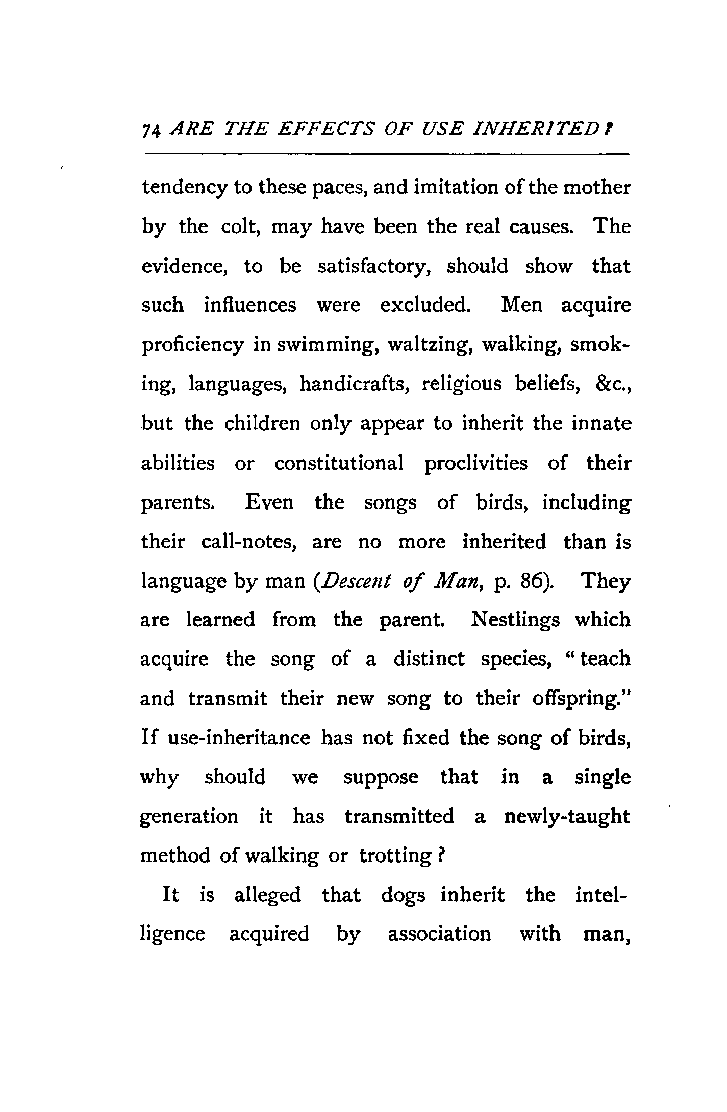 74 ARE THE EFFECTS OF USE INHERITED?
tendency to these paces, and imitation of the mother
by the colt, may have been the real causes. The
evidence, to be satisfactory, should show that
such influences were excluded. Men acquire
proficiency in swimming, waltzing, walking, smok-
ing, languages, handicrafts, religious beliefs, &c.,
but the children only appear to inherit the innate
abilities or constitutional proclivities of their
parents. Even the songs of birds, including
their call-notes, are no more inherited than is
language by man (Descent of Man, p. 86). They
are learned from the parent. Nestlings which
acquire the song of a distinct species, “teach
and transmit their new song to their offspring.”
If use-inheritance has not fixed the song of birds,
why should we suppose that in a single
generation it has transmitted a newly-taught
method of walking or trotting?
It is alleged that dogs inherit the intel-
ligence acquired by association with man,